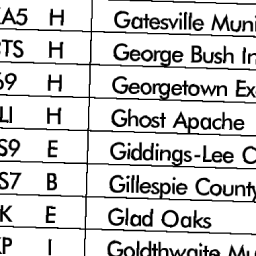 A5 H Gatesville Muni
TS H George Bush In
69 H Georgetown Ex
LI H Ghost Apache
S9 E Giddings-Lee C
S7 B Gillespie County
K E Glad Oaks
P I Goldthwaite Mu